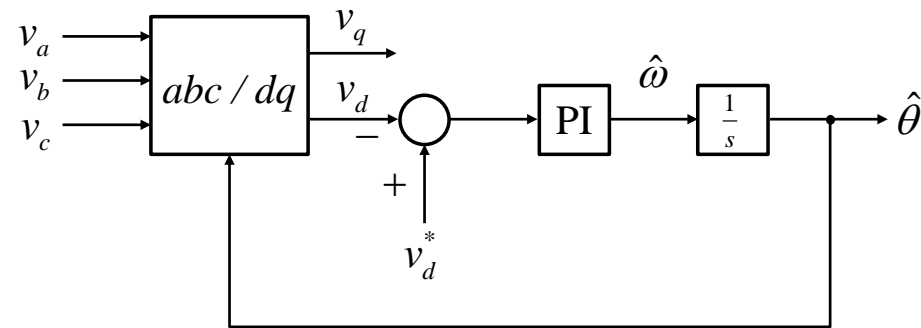 v_a
v_b
v_c
abc / dq
v_q
v_d
−
+
v_d^*
PI
ω̂
1/s
θ̂